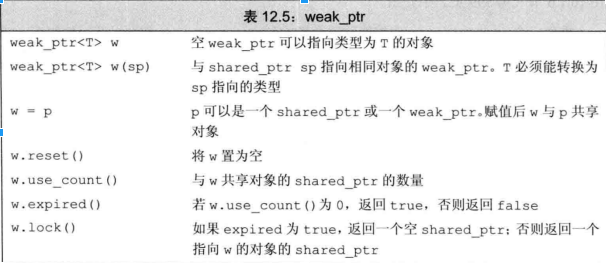 表 12.5：weak_ptr
weak_ptr<T> w 空 weak_ptr 可以指向类型为 T 的对象
weak_ptr<T> w(sp) 与 shared_ptr sp 指向相同对象的 weak_ptr。T 必须能转换为
sp 指向的类型
w = p p 可以是一个 shared_ptr 或一个 weak_ptr。赋值后 w 与 p 共享
对象
w.reset() 将 w 置为空
w.use_count() 与 w 共享对象的 shared_ptr 的数量
w.expired() 若 w.use_count()为 0，返回 true，否则返回 false
w.lock() 如果 expired 为 true，返回一个空 shared_ptr；否则返回一个
指向 w 的对象的 shared_ptr